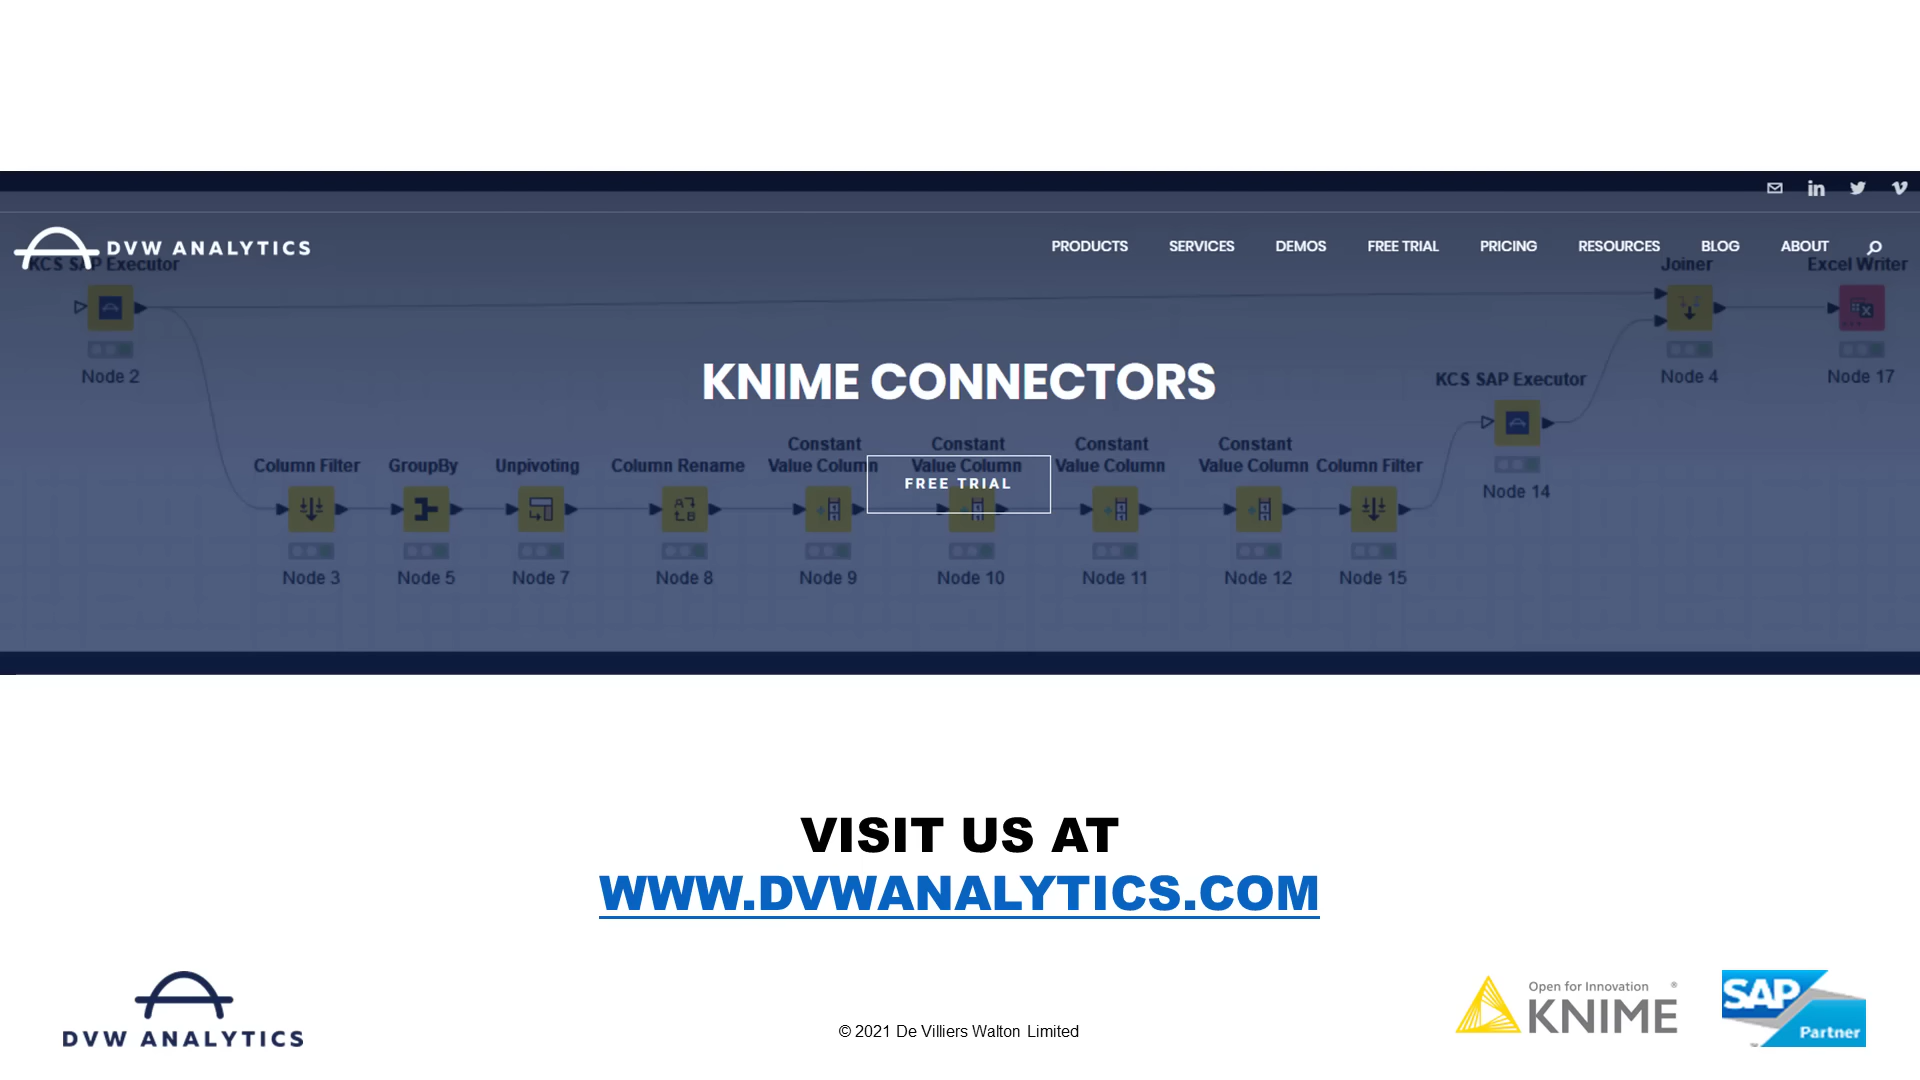 DVW ANALYTICS
PRODUCTS SERVICES DEMOS FREE TRIAL PRICING RESOURCES BLOG ABOUT
KCS SAP Executor
Joiner
Excel Writer
Node 2
Node 4
Node 17
KNIME CONNECTORS
KCS SAP Executor
Node 14
Column Filter
GroupBy
Unpivoting
Column Rename
Constant
Value Column
Constant
Value Column
Constant
Value Column
Constant
Value Column
Column Filter
FREE TRIAL
Node 3
Node 5
Node 7
Node 8
Node 9
Node 10
Node 11
Node 12
Node 15
VISIT US AT
WWW.DVWANALYTICS.COM
DVW ANALYTICS
© 2021 De Villiers Walton Limited
Open for Innovation ®
KNIME
SAP
Partner